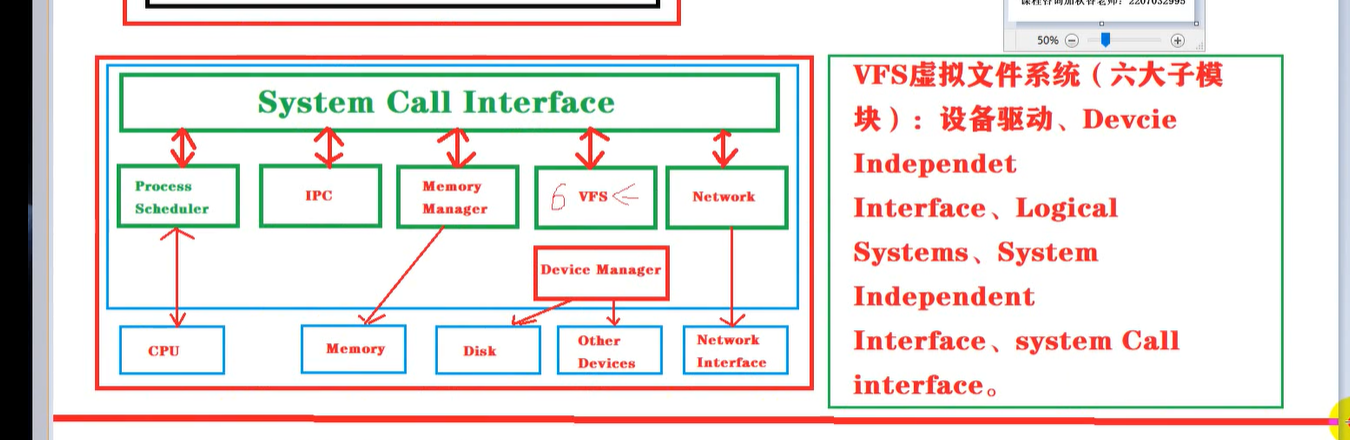 50%
System Call Interface
Process
Scheduler
IPC
Memory
Manager
6 VFS
Network
Device Manager
CPU
Memory
Disk
Other
Devices
Network
Interface
VFS虚拟文件系统（六大子模
块）：设备驱动、Devcie
Independet
Interface、Logical
Systems、System
Independent
Interface、system Call
interface。